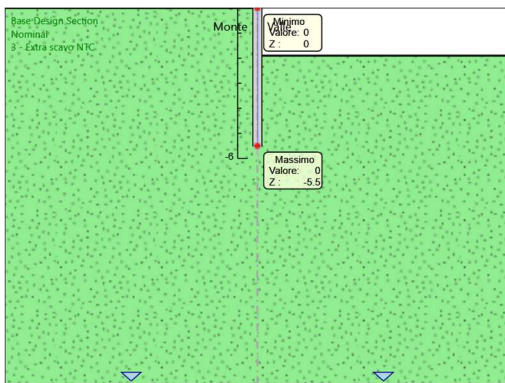 Base Design Section
Nominal
3 - Extra scavo NTC
Monte
Valle
Minimo
Valore: 0
Z : 0
-6
Massimo
Valore: 0
Z : -5.5